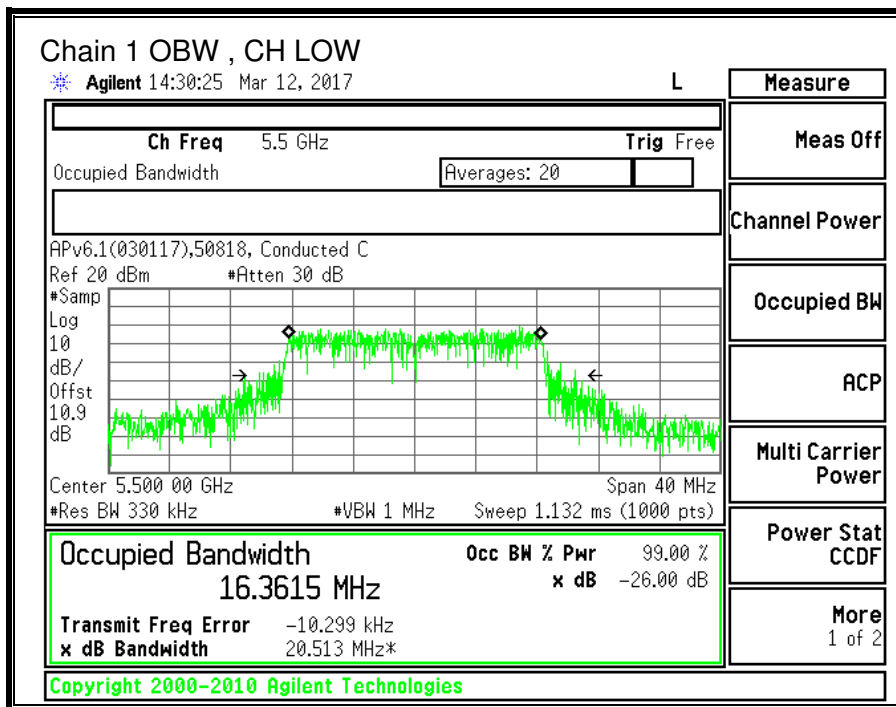 Chain 1 OBW , CH LOW
Agilent 14:30:25 Mar 12, 2017 L
Measure
Ch Freq 5.5 GHz Trig Free
Occupied Bandwidth Averages: 20
APv6.1(030117),50818, Conducted C
Ref 20 dBm #Atten 30 dB
#Samp
Log
10
dB/
Offst
10.9
dB
Center 5.500 00 GHz Span 40 MHz
#Res BW 330 kHz #VBW 1 MHz Sweep 1.132 ms (1000 pts)
Occupied Bandwidth Occ BW % Pwr 99.00 %
16.3615 MHz x dB -26.00 dB
Transmit Freq Error -10.299 kHz
x dB Bandwidth 20.513 MHz*
Meas Off
Channel Power
Occupied BW
ACP
Multi Carrier
Power
Power Stat
CCDF
More
1 of 2
Copyright 2000-2010 Agilent Technologies